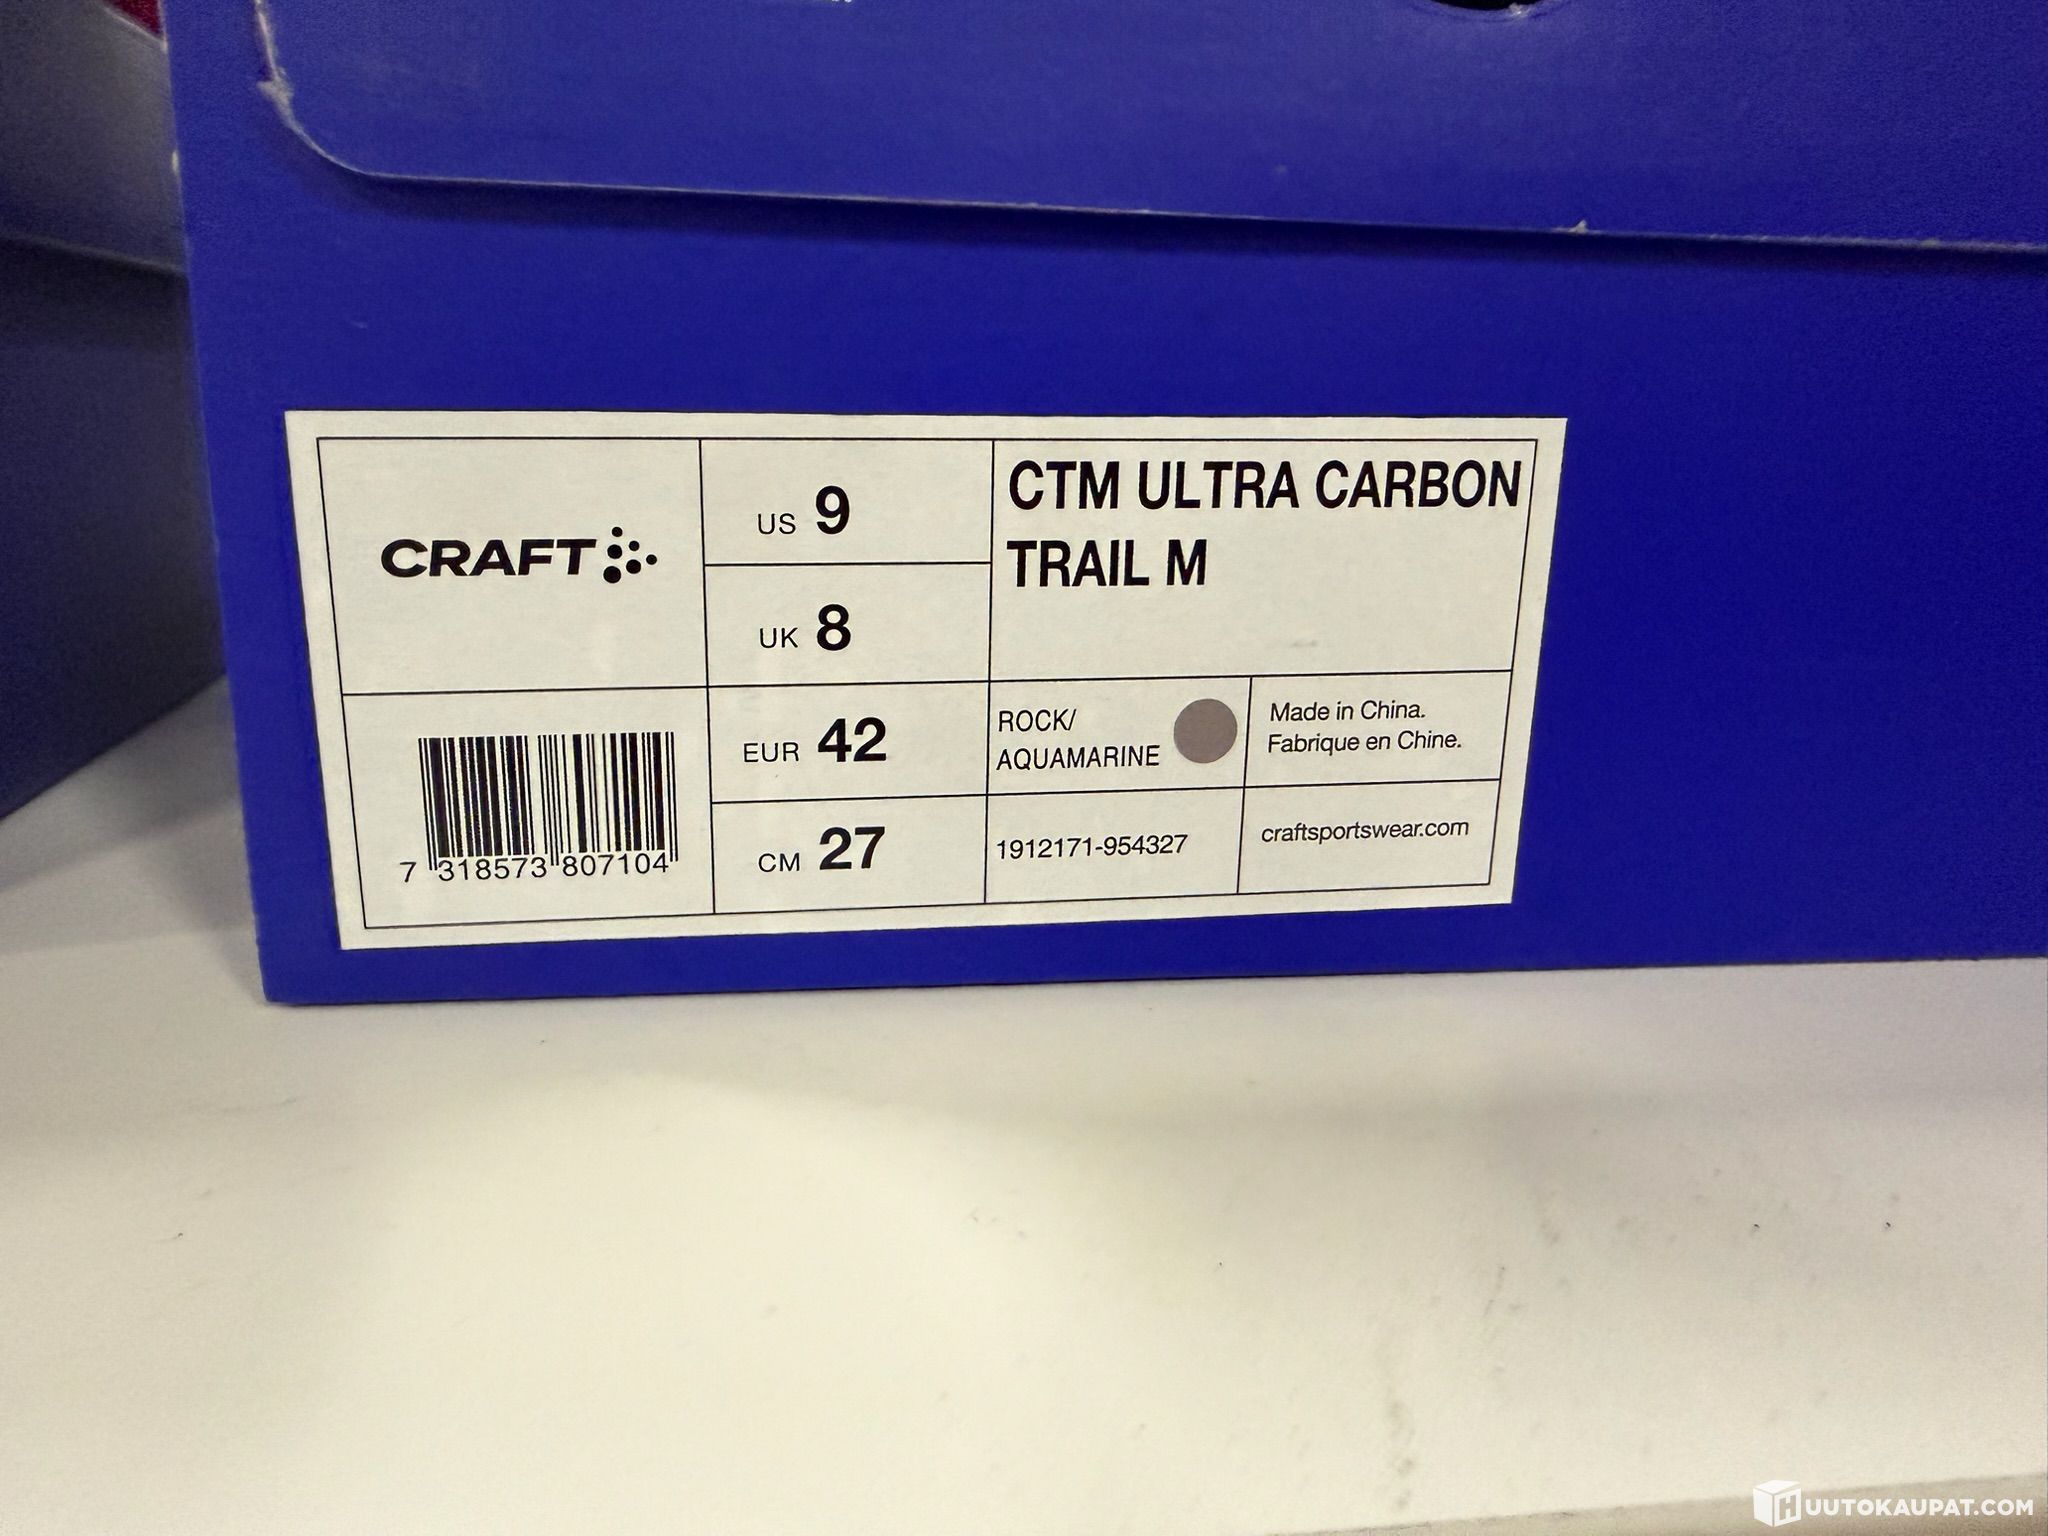 CRAFT
US 9
UK 8
EUR 42
CM 27
CTM ULTRA CARBON
TRAIL M
ROCK/
AQUAMARINE
Made in China.
Fabrique en Chine.
1912171-954327
craftsportswear.com
7 318573 807104
HUUTOKAUPAT.COM